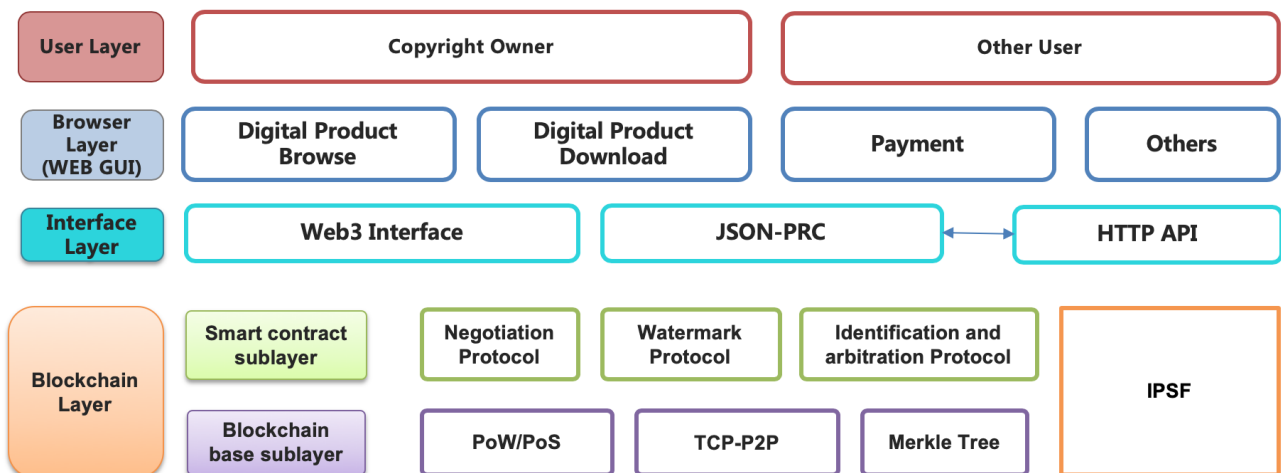 User Layer
Copyright Owner
Other User
Browser
Layer
(WEB GUI)
Digital Product
Browse
Digital Product
Download
Payment
Others
Interface
Layer
Web3 Interface
JSON-PRC
HTTP API
Blockchain
Layer
Smart contract
sublayer
Negotiation
Protocol
Watermark
Protocol
Identification and
arbitration Protocol
IPSF
Blockchain
base sublayer
PoW/PoS
TCP-P2P
Merkle Tree